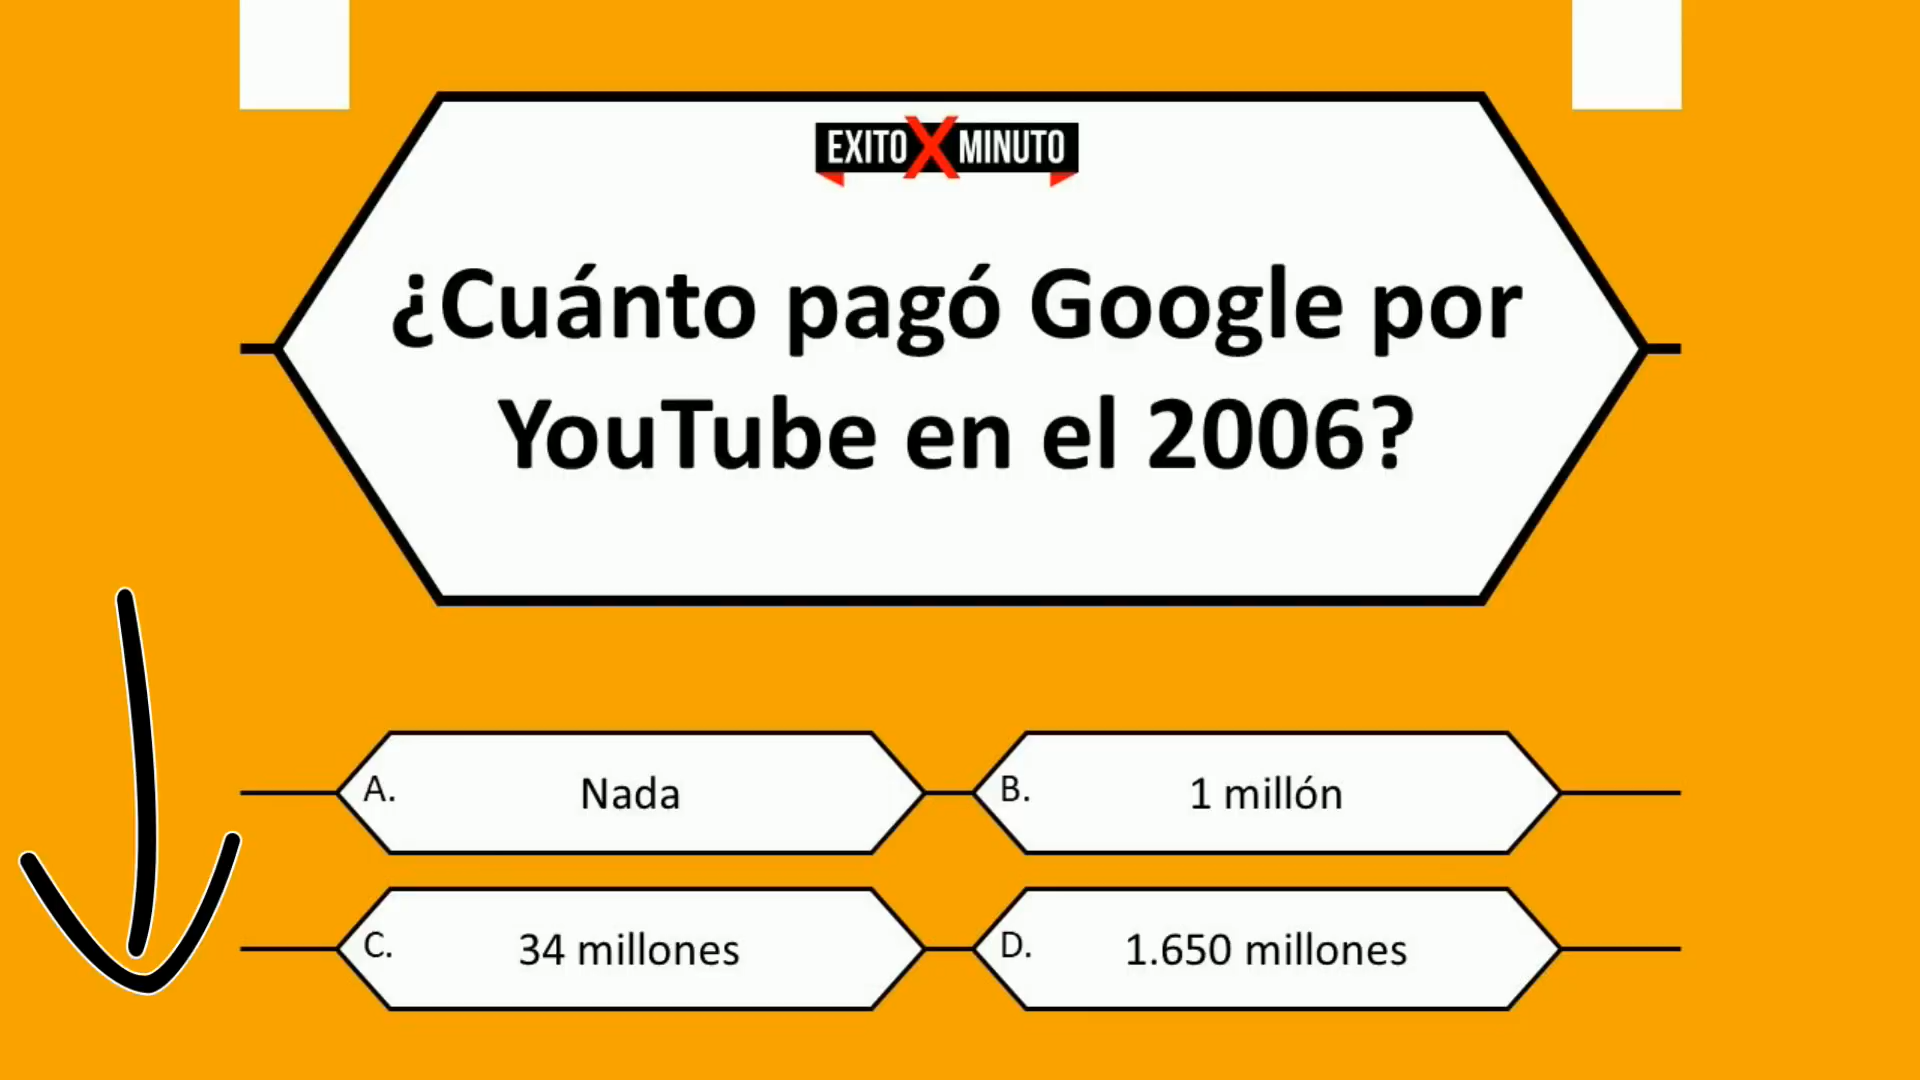 EXITO X MINUTO
¿Cuánto pagó Google por
YouTube en el 2006?
A. Nada
B. 1 millón
C. 34 millones
D. 1.650 millones